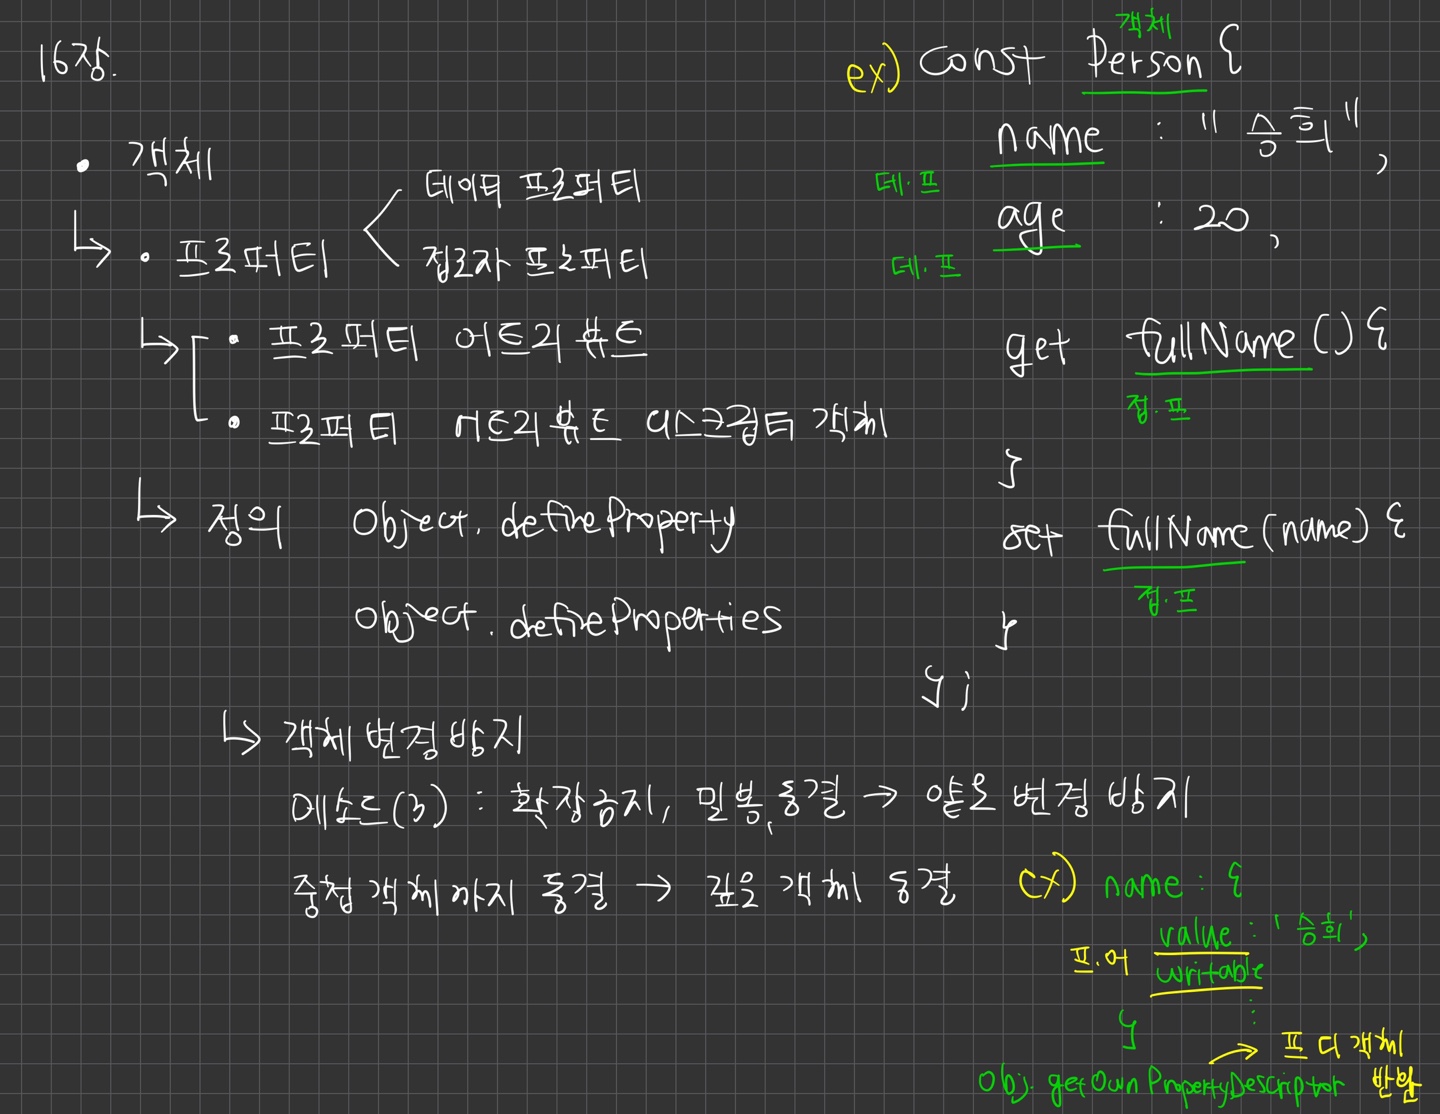 16장.
• 객체
데이터 프로퍼티
↳ • 프로퍼티 <
접근자 프로퍼티
↳ • 프로퍼티 어트리뷰트
• 프로퍼티 어트리뷰트 디스크립터 객체
↳ 정의 Object.defineProperty
Object.defineProperties
↳ 객체 변경 방지
메소드(3) : 확장금지, 밀봉, 동결 → 얕은 변경 방지
중첩 객체까지 동결 → 깊은 객체 동결
객체
ex) const Person {
name : "승희",
데.프
age : 20,
데.프
get fullName () {
접.프
}
set fullName (name) {
접.프
}
};
ex) name : {
value : '승희',
프.어
writable
:
}
→ 프 디 객체
Obj. getOwnPropertyDescriptor 반환